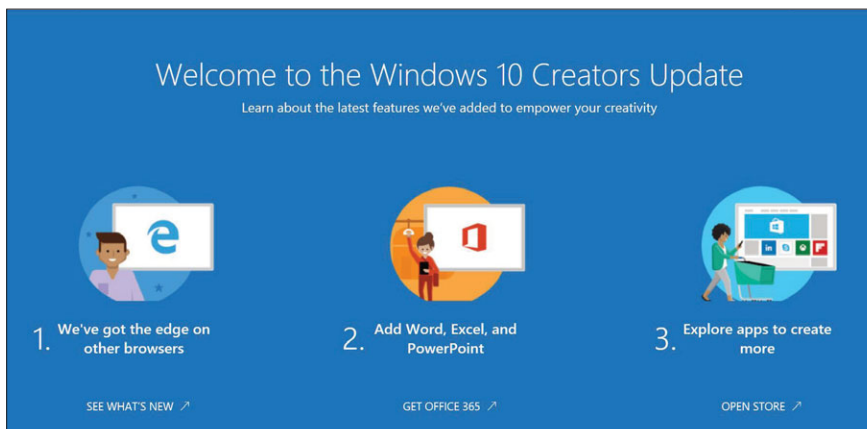 Welcome to the Windows 10 Creators Update
Learn about the latest features we've added to empower your creativity
1. We've got the edge on
other browsers
2. Add Word, Excel, and
PowerPoint
3. Explore apps to create
more
SEE WHAT'S NEW ↗
GET OFFICE 365 ↗
OPEN STORE ↗